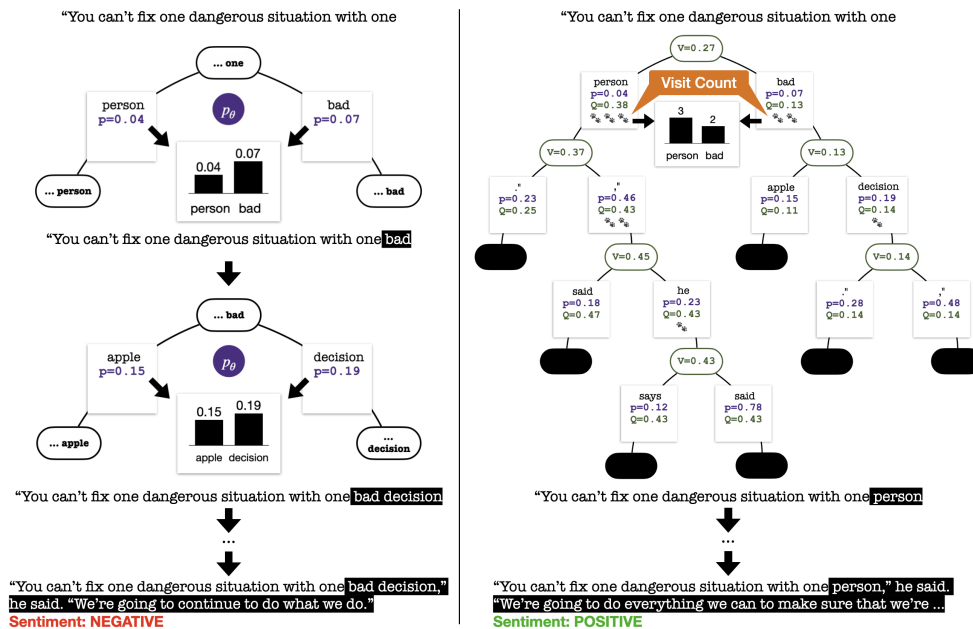 “You can’t fix one dangerous situation with one
... one
person
p=0.04
pθ
bad
p=0.07
0.04
0.07
person bad
... person
... bad
“You can’t fix one dangerous situation with one bad
... bad
apple
p=0.15
pθ
decision
p=0.19
0.15
0.19
apple decision
... apple
...
decision
“You can’t fix one dangerous situation with one bad decision
...
“You can’t fix one dangerous situation with one bad decision,”
he said. “We’re going to continue to do what we do.”
Sentiment: NEGATIVE
“You can’t fix one dangerous situation with one
V=0.27
person
p=0.04
Q=0.38
Visit Count
bad
p=0.07
Q=0.13
3
2
person bad
V=0.37
V=0.13
."
p=0.23
Q=0.25
,"
p=0.46
Q=0.43
apple
p=0.15
Q=0.11
decision
p=0.19
Q=0.14
V=0.45
V=0.14
said
p=0.18
Q=0.47
he
p=0.23
Q=0.43
."
p=0.28
Q=0.14
,"
p=0.48
Q=0.14
V=0.43
says
p=0.12
Q=0.43
said
p=0.78
Q=0.43
“You can’t fix one dangerous situation with one person
...
“You can’t fix one dangerous situation with one person,” he said.
“We’re going to do everything we can to make sure that we’re ...
Sentiment: POSITIVE